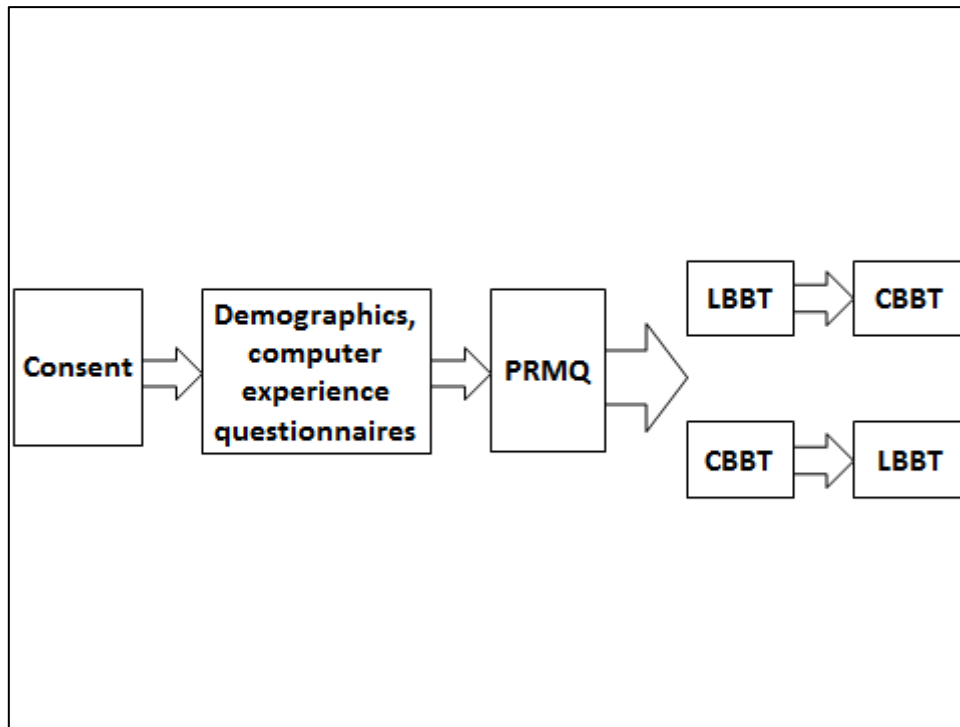 Consent
Demographics,
computer
experience
questionnaires
PRMQ
LBBT
CBBT
CBBT
LBBT